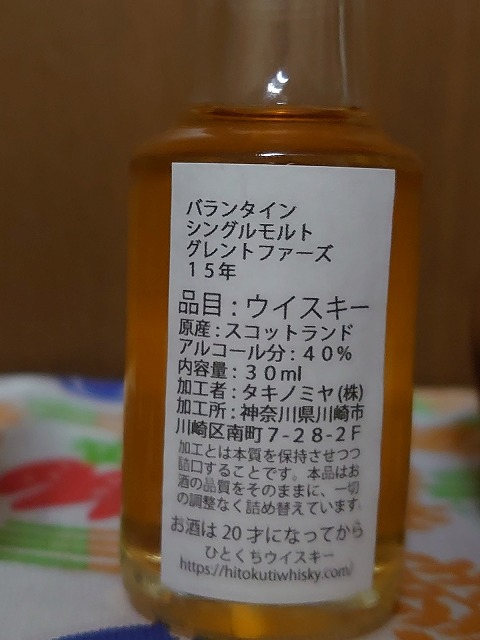 バランタイン
シングルモルト
グレントファーズ
１５年
品目：ウイスキー
原産：スコットランド
アルコール分：４０％
内容量：３０ml
加工者：タキノミヤ(株)
加工所：神奈川県川崎市
川崎区南町７-２８-２Ｆ
加工とは本質を保持させつつ
詰口することです。本品はお
酒の品質をそのままに、一切
の調整なく詰め替えています。
お酒は20才になってから
ひとくちウイスキー
https://hitokutiwhisky.com/